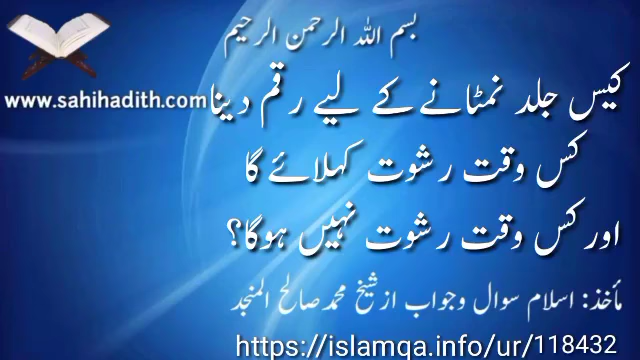 بسم اللہ الرحمن الرحیم
www.sahihadith.com
کیس جلد نمٹانے کے لیے رقم دینا
کس وقت رشوت کہلائے گا
اور کس وقت رشوت نہیں ہوگا؟
مأخذ: اسلام سوال وجواب از شیخ محمد صالح المنجد
https://islamqa.info/ur/118432